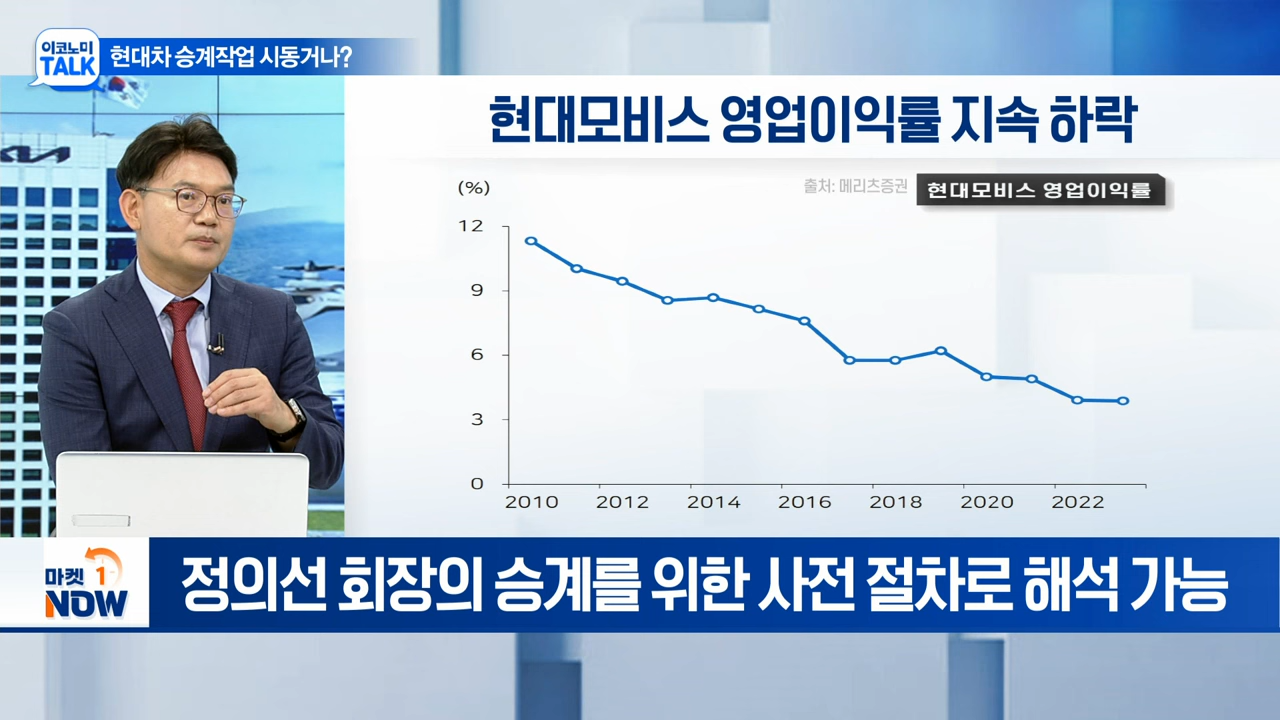 이코노미
TALK
현대차 승계작업 시동거나?
현대모비스 영업이익률 지속 하락
(%)
출처: 메리츠증권
현대모비스 영업이익률
12
9
6
3
0
2010 2012 2014 2016 2018 2020 2022
마켓 1
NOW
정의선 회장의 승계를 위한 사전 절차로 해석 가능